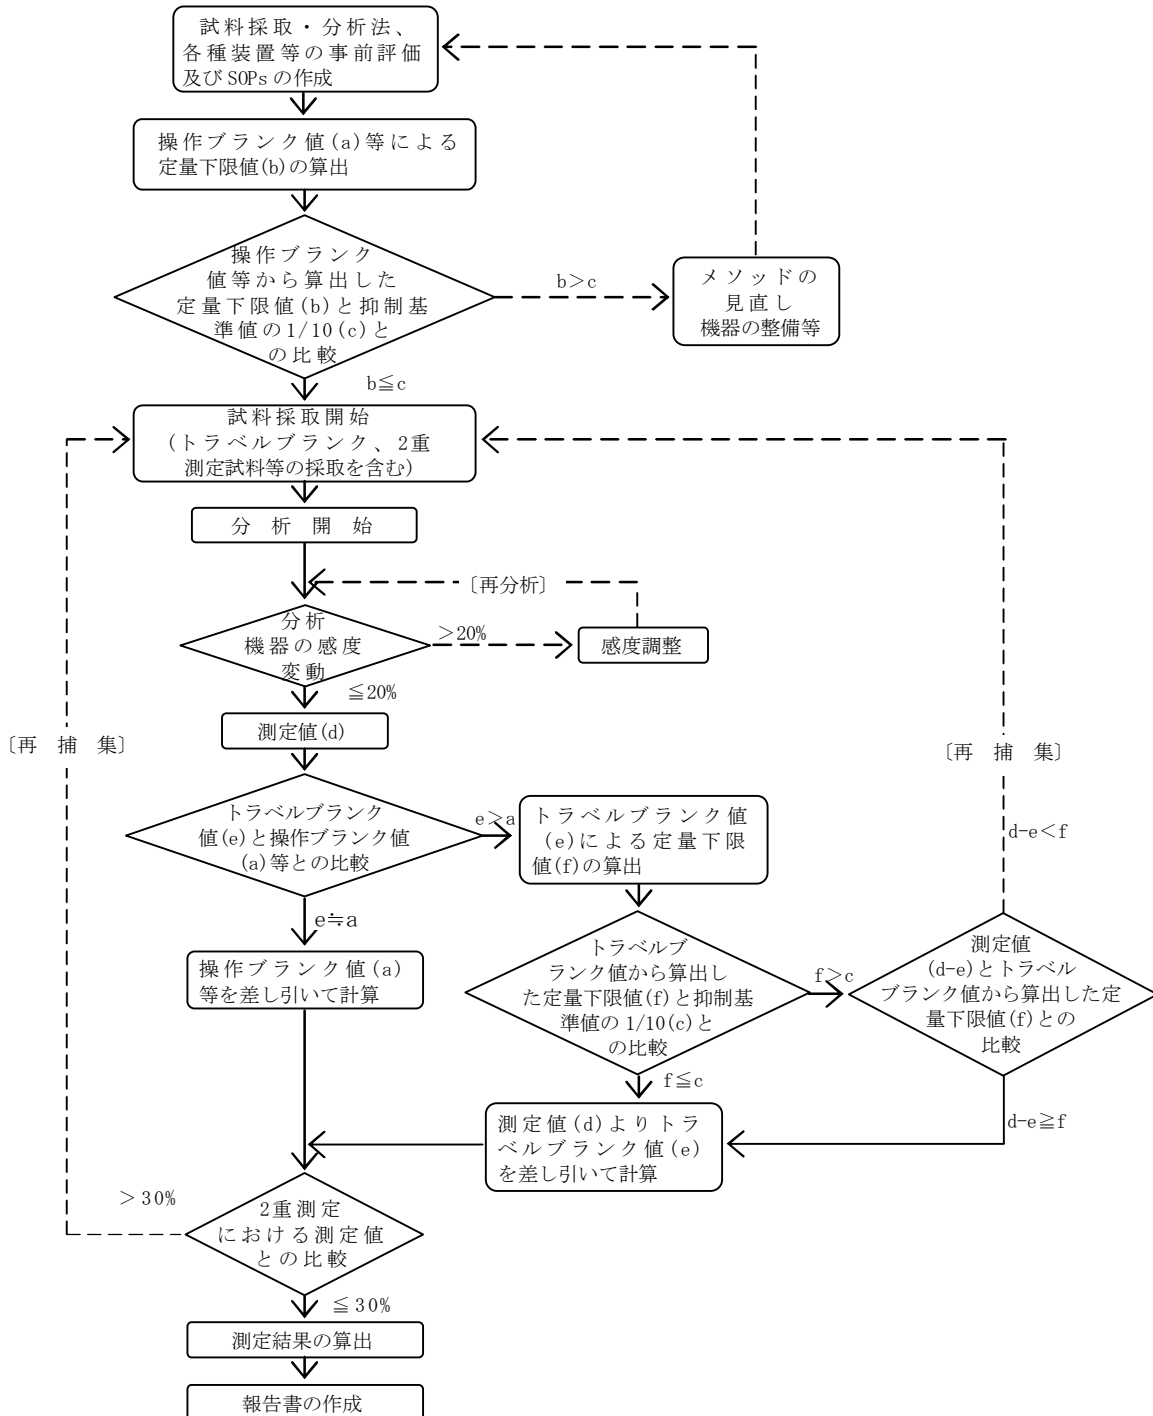 試料採取・分析法、
各種装置等の事前評価
及び SOPs の作成
操作ブランク値(a)等による
定量下限値(b)の算出
操作ブランク
値等から算出した
定量下限値(b)と抑制基
準値の1/10(c)と
の比較
b>c
メソッドの
見直し
機器の整備等
b≦c
試料採取開始
(トラベルブランク、2重
測定試料等の採取を含む)
分 析 開 始
〔再分析〕
分析
機器の感度
変動
>20%
感度調整
≦20%
測定値(d)
〔再 捕 集〕
〔再 捕 集〕
トラベルブランク
値(e)と操作ブランク値
(a)等との比較
e>a
トラベルブランク値
(e)による定量下限
値(f)の算出
d-e<f
e≒a
操作ブランク値(a)
等を差し引いて計算
トラベルブ
ランク値から算出し
た定量下限値(f)と抑制基
準値の 1/10(c)と
の比較
f>c
測定値
(d-e)とトラベル
ブランク値から算出した定
量下限値(f)との
比較
f≦c
d-e≧f
測定値(d)よりトラ
ベルブランク値(e)
を差し引いて計算
>30%
2重測定
における測定値
との比較
≦30%
測定結果の算出
報告書の作成